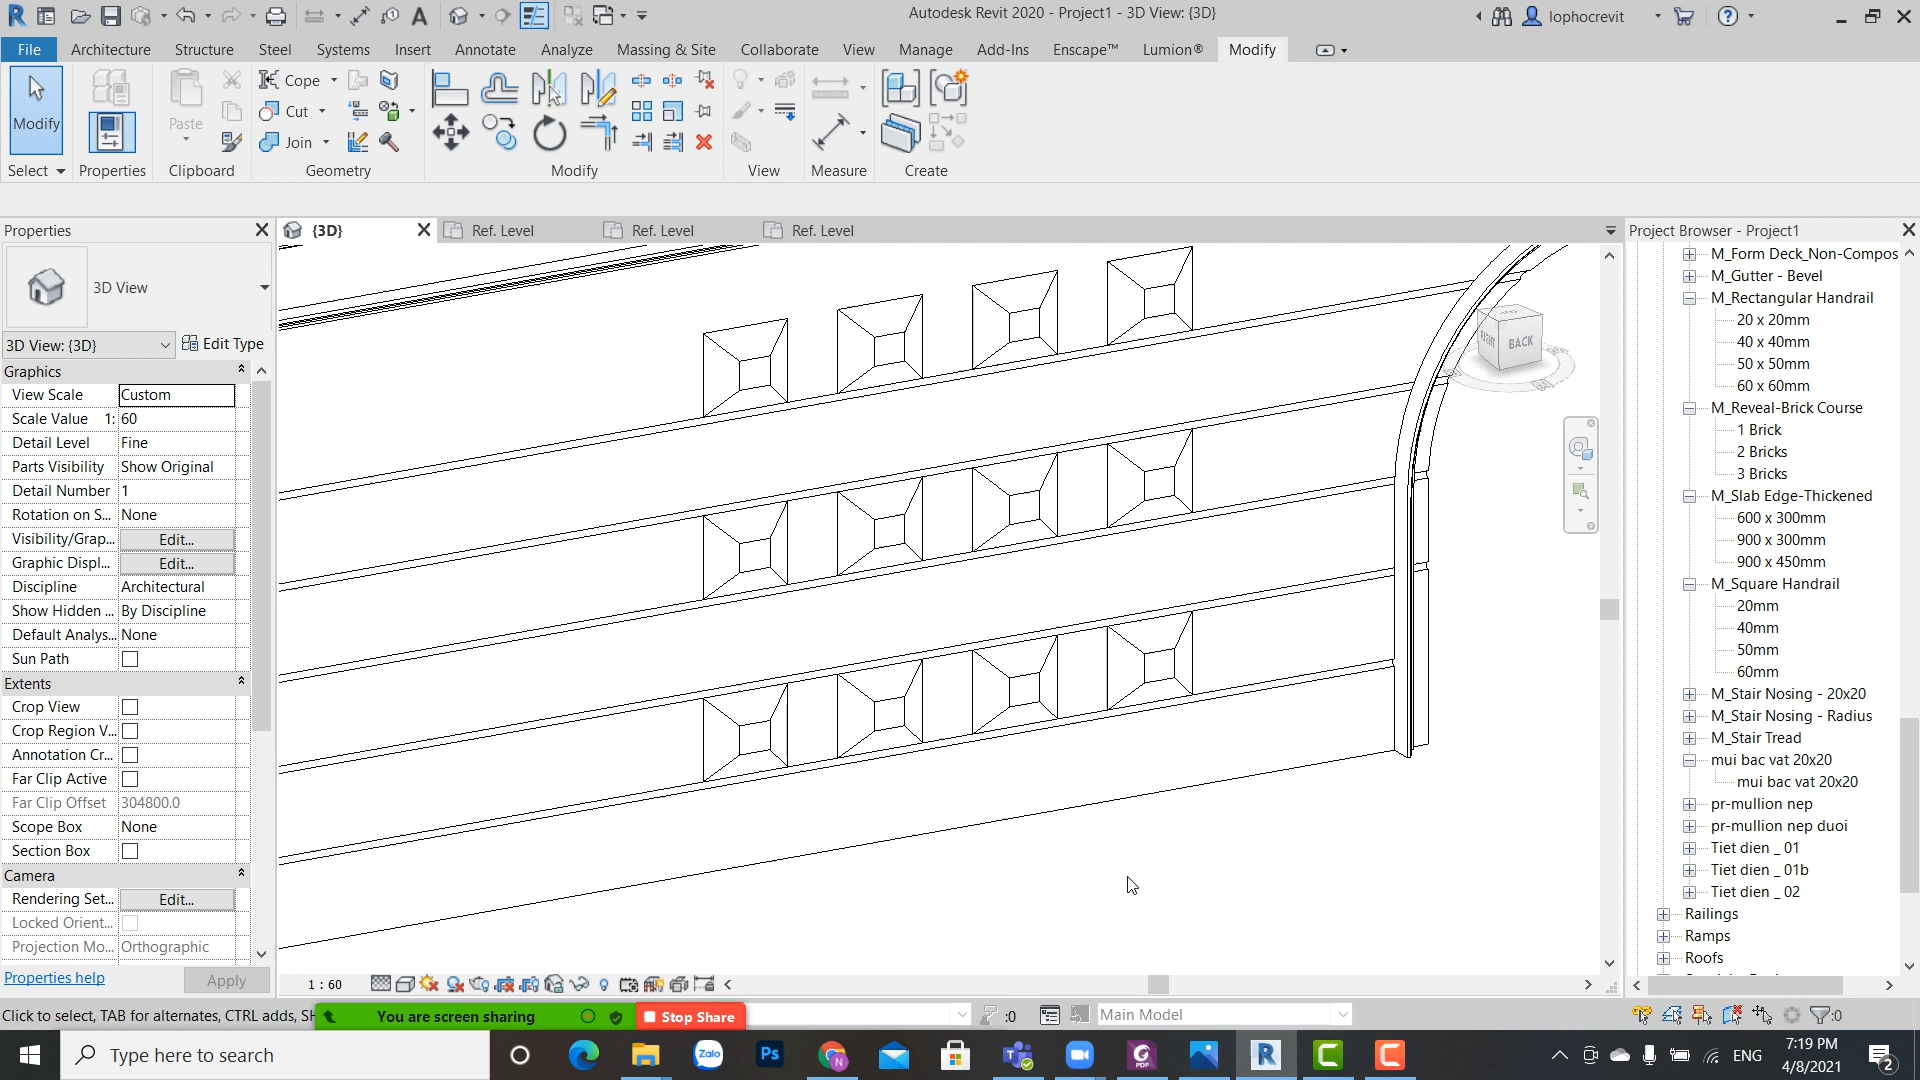 Autodesk Revit 2020 - Project1 - 3D View: {3D}
lophocrevit
File Architecture Structure Steel Systems Insert Annotate Analyze Massing & Site Collaborate View Manage Add-Ins Enscape™ Lumion® Modify
Modify
Paste
Cope
Cut
Join
Select Properties Clipboard Geometry Modify View Measure Create
Properties
{3D}
Ref. Level
Ref. Level
Ref. Level
Project Browser - Project1
3D View
3D View: {3D}
Edit Type
Graphics
View Scale Custom
Scale Value 1: 60
Detail Level Fine
Parts Visibility Show Original
Detail Number 1
Rotation on S... None
Visibility/Grap... Edit...
Graphic Displ... Edit...
Discipline Architectural
Show Hidden ... By Discipline
Default Analys... None
Sun Path
Extents
Crop View
Crop Region V...
Annotation Cr...
Far Clip Active
Far Clip Offset 304800.0
Scope Box None
Section Box
Camera
Rendering Set... Edit...
Locked Orient...
Projection Mo... Orthographic
Properties help
Apply
RIGHT
BACK
M_Form Deck_Non-Compos
M_Gutter - Bevel
M_Rectangular Handrail
20 x 20mm
40 x 40mm
50 x 50mm
60 x 60mm
M_Reveal-Brick Course
1 Brick
2 Bricks
3 Bricks
M_Slab Edge-Thickened
600 x 300mm
900 x 300mm
900 x 450mm
M_Square Handrail
20mm
40mm
50mm
60mm
M_Stair Nosing - 20x20
M_Stair Nosing - Radius
M_Stair Tread
mui bac vat 20x20
mui bac vat 20x20
pr-mullion nep
pr-mullion nep duoi
Tiet dien _ 01
Tiet dien _ 01b
Tiet dien _ 02
Railings
Ramps
Roofs
1 : 60
Click to select, TAB for alternates, CTRL adds, SH
You are screen sharing
Stop Share
:0
Main Model
:0
Type here to search
Zalo
Ps
N
PDF
R
C
C
ENG
7:19 PM
4/8/2021
2